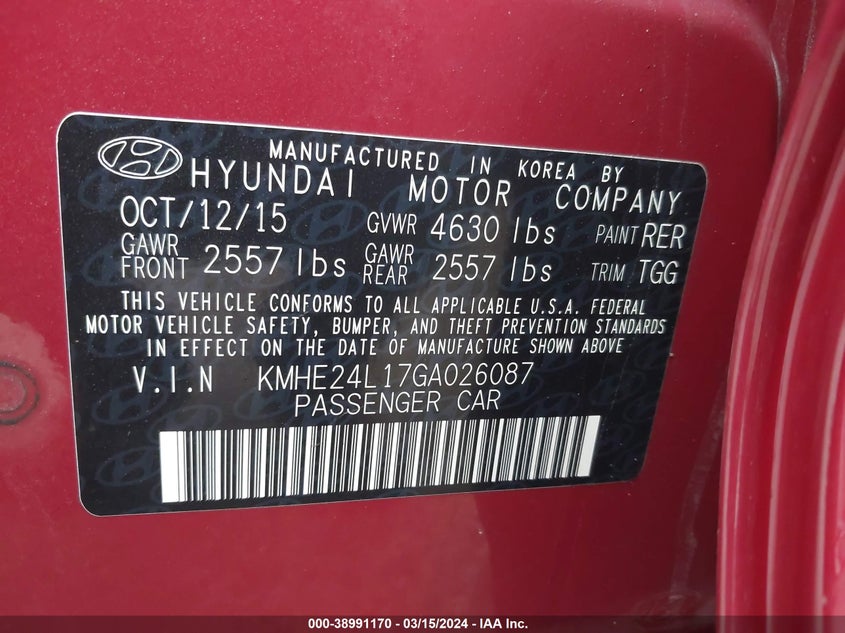 MANUFACTURED IN KOREA BY
HYUNDAI MOTOR COMPANY
OCT/12/15 GVWR 4630 lbs PAINT RER
GAWR FRONT 2557 lbs GAWR REAR 2557 lbs TRIM TGG
THIS VEHICLE CONFORMS TO ALL APPLICABLE U.S.A. FEDERAL
MOTOR VEHICLE SAFETY, BUMPER, AND THEFT PREVENTION STANDARDS
IN EFFECT ON THE DATE OF MANUFACTURE SHOWN ABOVE
V.I.N KMHE24L17GA026087
PASSENGER CAR
000-38991170 - 03/15/2024 - IAA Inc.